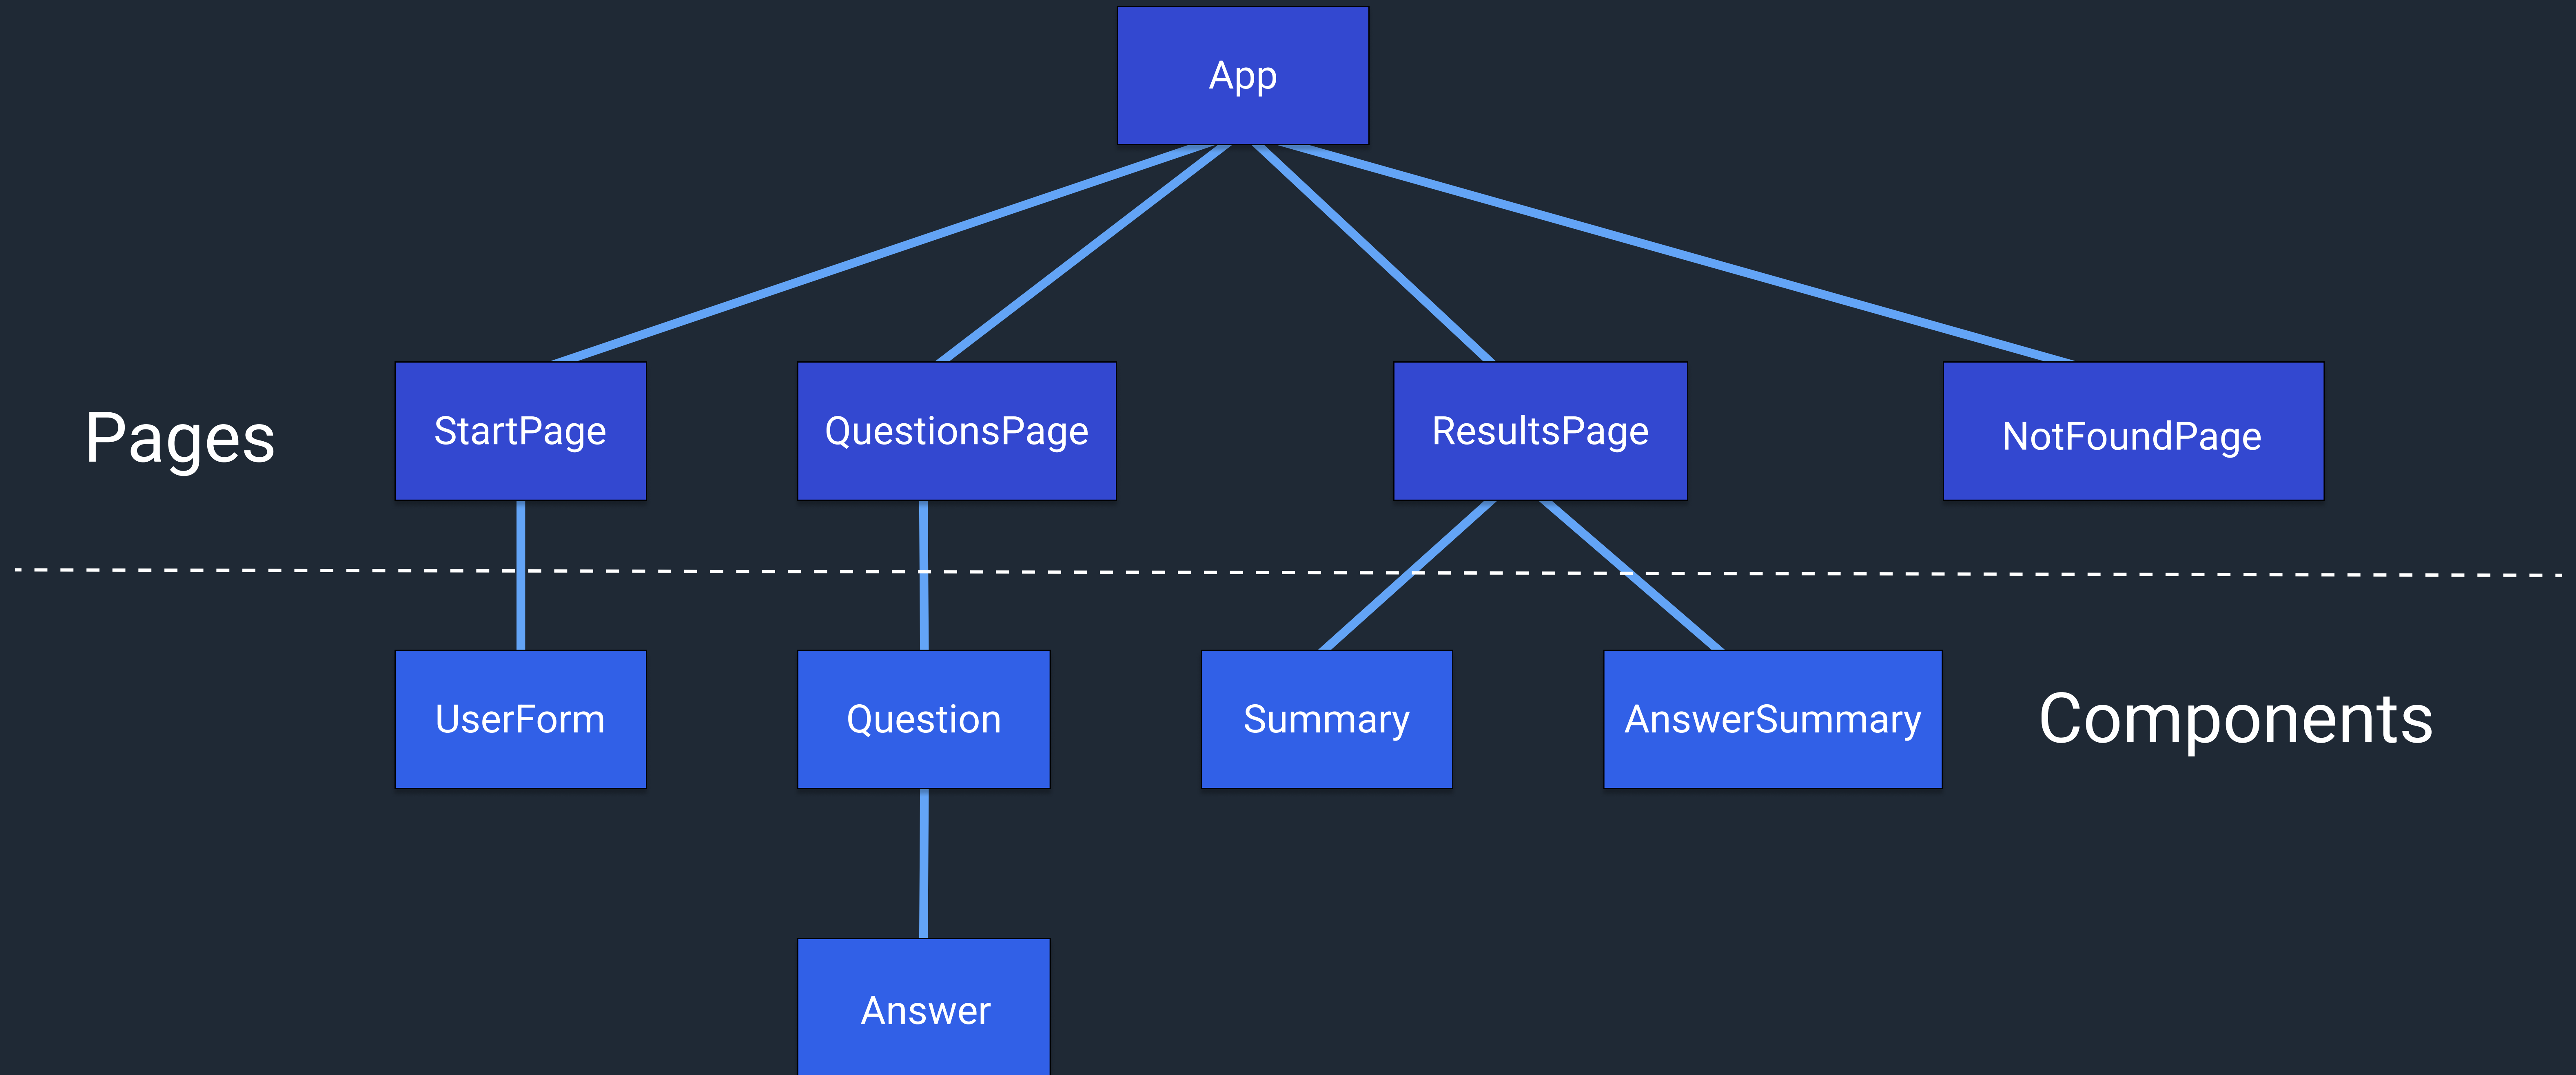 App
Pages
StartPage
QuestionsPage
ResultsPage
NotFoundPage
UserForm
Question
Summary
AnswerSummary
Components
Answer